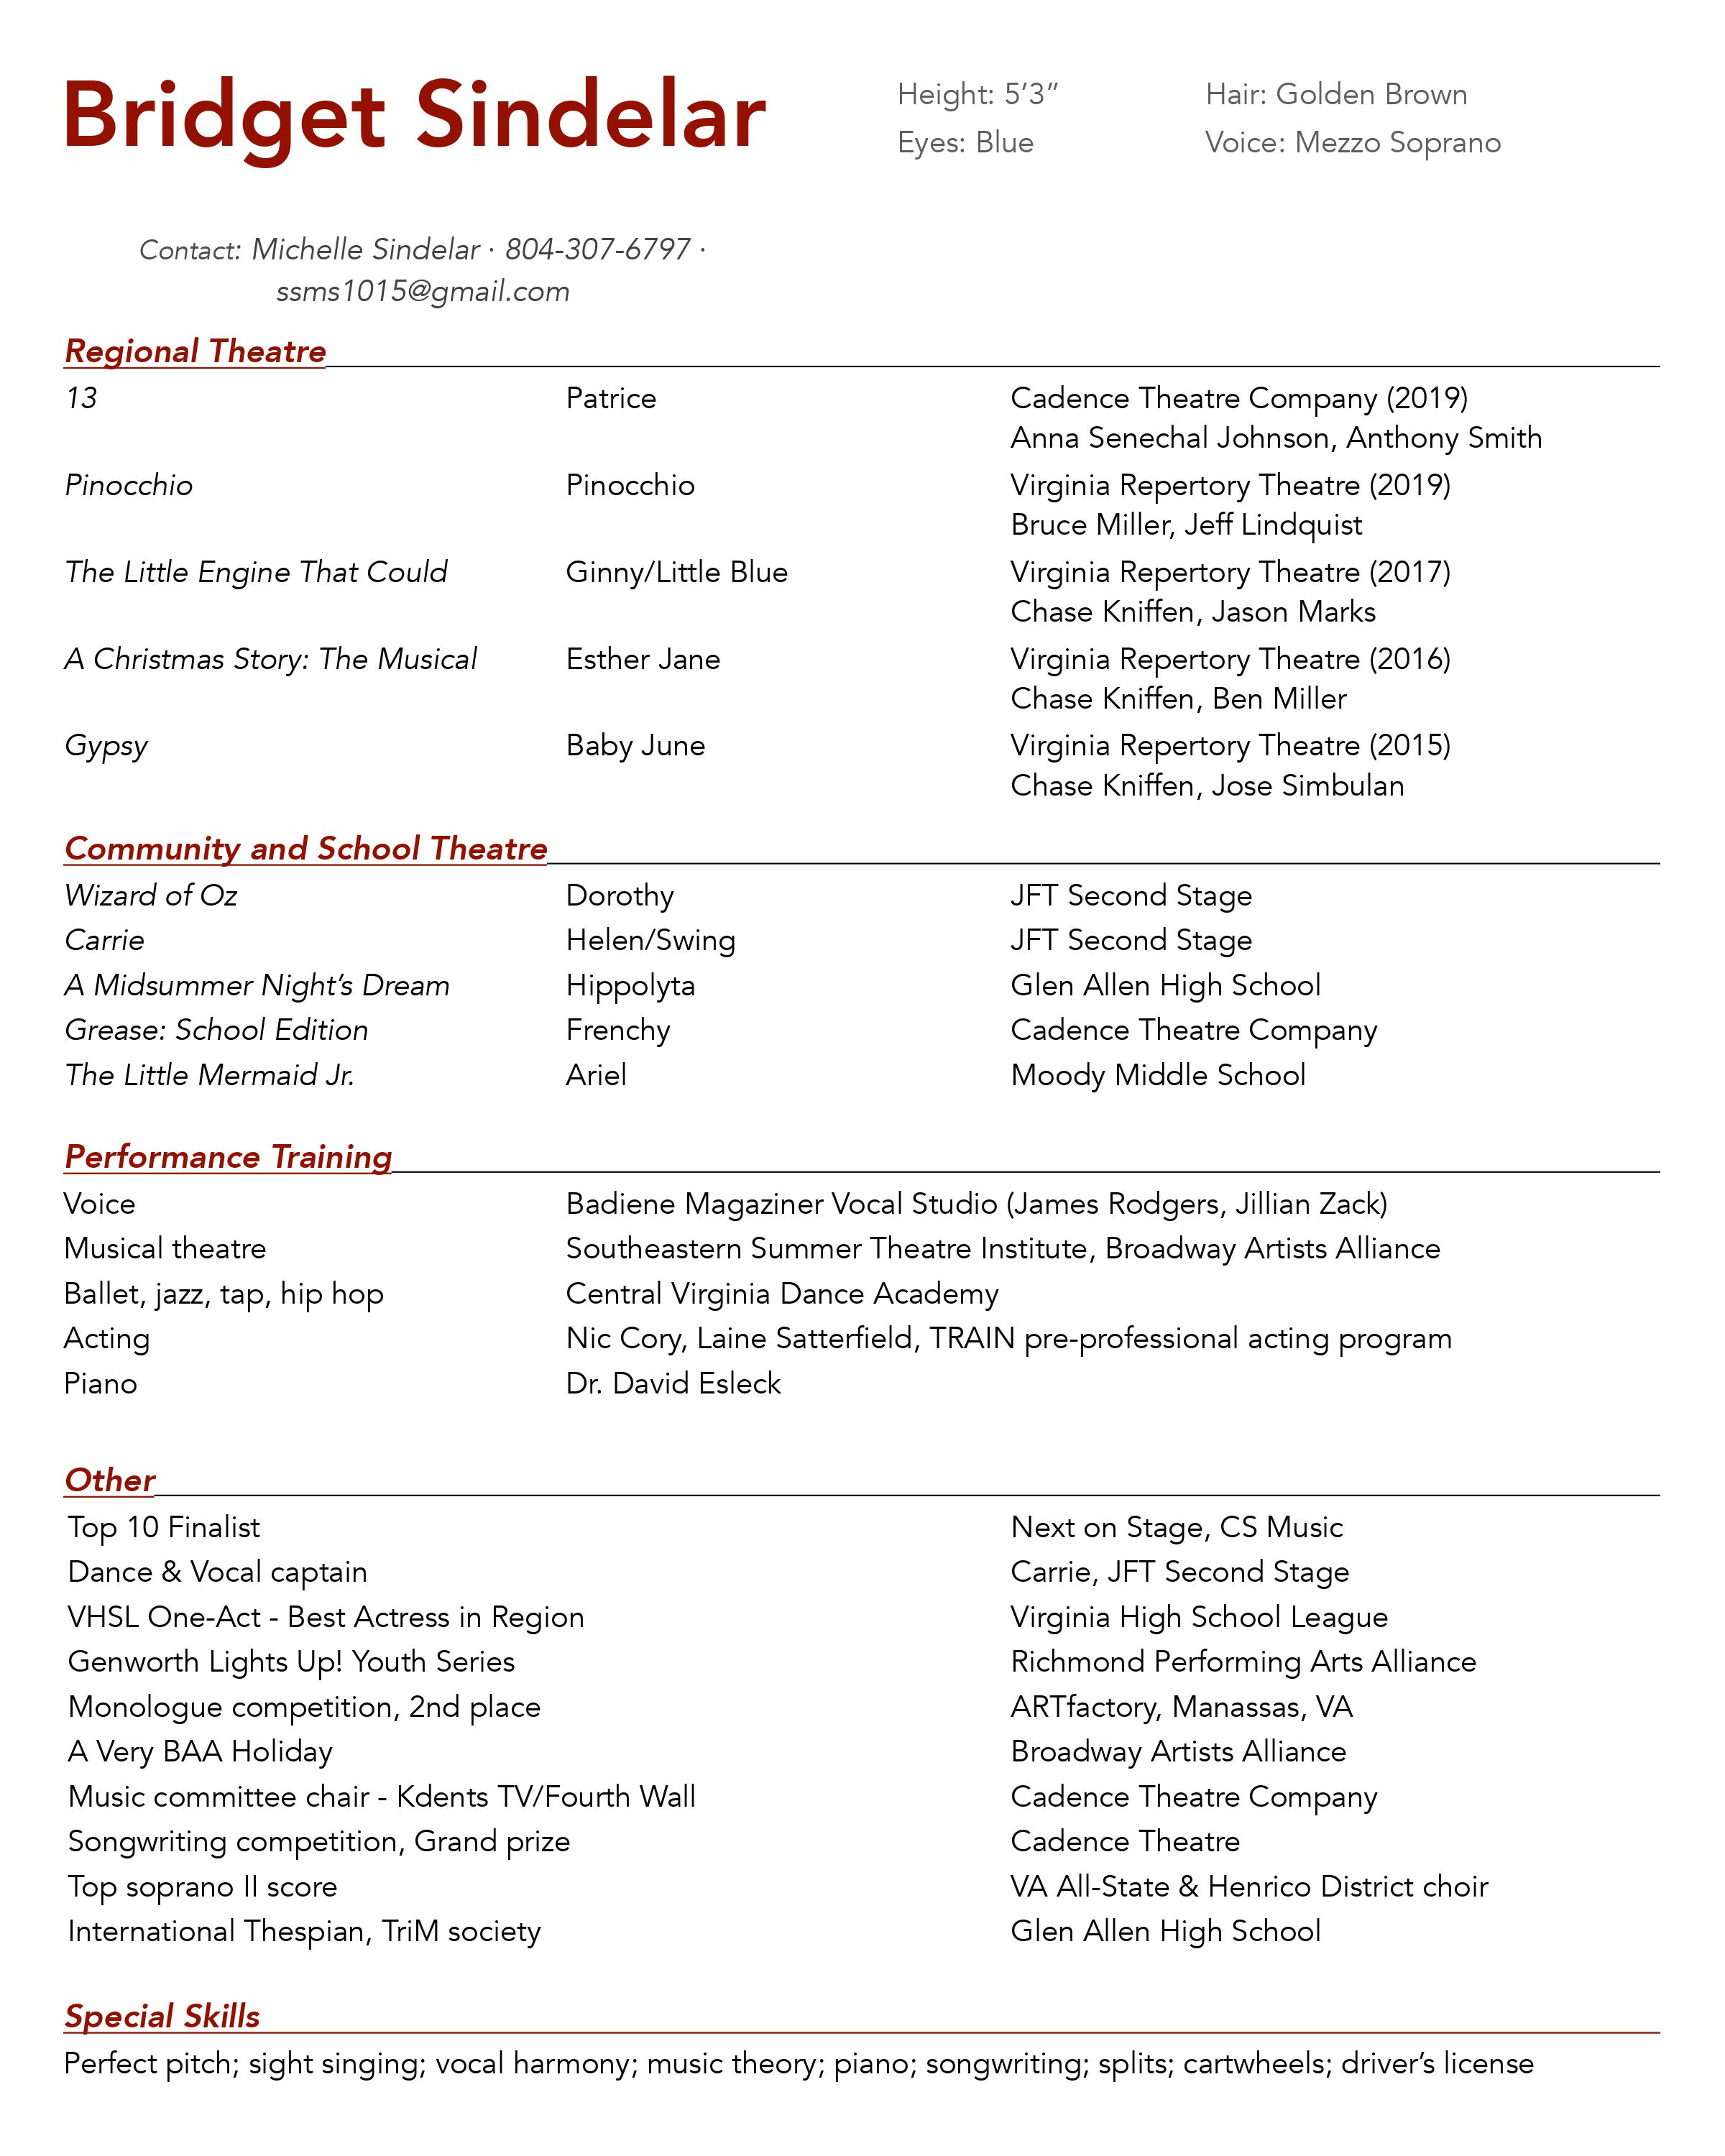 Bridget Sindelar
Height: 5’3”
Hair: Golden Brown
Eyes: Blue
Voice: Mezzo Soprano
Contact: Michelle Sindelar · 804-307-6797 ·
ssms1015@gmail.com
Regional Theatre
13 Patrice Cadence Theatre Company (2019)
Anna Senechal Johnson, Anthony Smith
Pinocchio Pinocchio Virginia Repertory Theatre (2019)
Bruce Miller, Jeff Lindquist
The Little Engine That Could Ginny/Little Blue Virginia Repertory Theatre (2017)
Chase Kniffen, Jason Marks
A Christmas Story: The Musical Esther Jane Virginia Repertory Theatre (2016)
Chase Kniffen, Ben Miller
Gypsy Baby June Virginia Repertory Theatre (2015)
Chase Kniffen, Jose Simbulan
Community and School Theatre
Wizard of Oz Dorothy JFT Second Stage
Carrie Helen/Swing JFT Second Stage
A Midsummer Night’s Dream Hippolyta Glen Allen High School
Grease: School Edition Frenchy Cadence Theatre Company
The Little Mermaid Jr. Ariel Moody Middle School
Performance Training
Voice Badiene Magaziner Vocal Studio (James Rodgers, Jillian Zack)
Musical theatre Southeastern Summer Theatre Institute, Broadway Artists Alliance
Ballet, jazz, tap, hip hop Central Virginia Dance Academy
Acting Nic Cory, Laine Satterfield, TRAIN pre-professional acting program
Piano Dr. David Esleck
Other
Top 10 Finalist Next on Stage, CS Music
Dance & Vocal captain Carrie, JFT Second Stage
VHSL One-Act - Best Actress in Region Virginia High School League
Genworth Lights Up! Youth Series Richmond Performing Arts Alliance
Monologue competition, 2nd place ARTfactory, Manassas, VA
A Very BAA Holiday Broadway Artists Alliance
Music committee chair - Kdents TV/Fourth Wall Cadence Theatre Company
Songwriting competition, Grand prize Cadence Theatre
Top soprano II score VA All-State & Henrico District choir
International Thespian, TriM society Glen Allen High School
Special Skills
Perfect pitch; sight singing; vocal harmony; music theory; piano; songwriting; splits; cartwheels; driver’s license